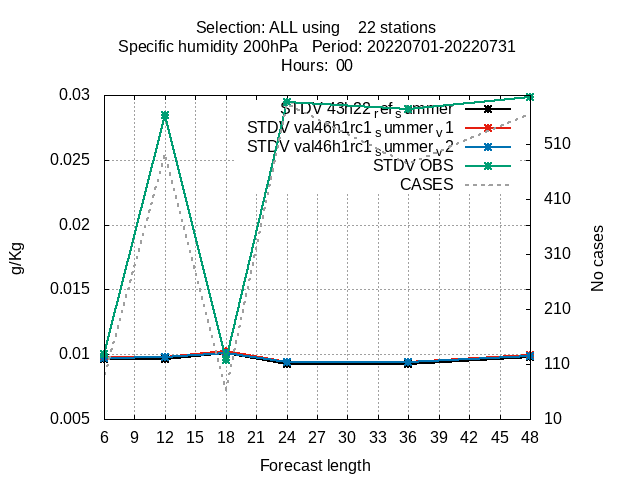 Selection: ALL using 22 stations
Specific humidity 200hPa Period: 20220701-20220731
Hours: 00
STDV 43h22_ref_summer
STDV val46h1rc1_summer_v1
STDV val46h1rc1_summer_v2
STDV OBS
CASES
0.03
0.025
0.02
0.015
0.01
0.005
g/Kg
510
410
310
210
110
10
No cases
6 9 12 15 18 21 24 27 30 33 36 39 42 45 48
Forecast length